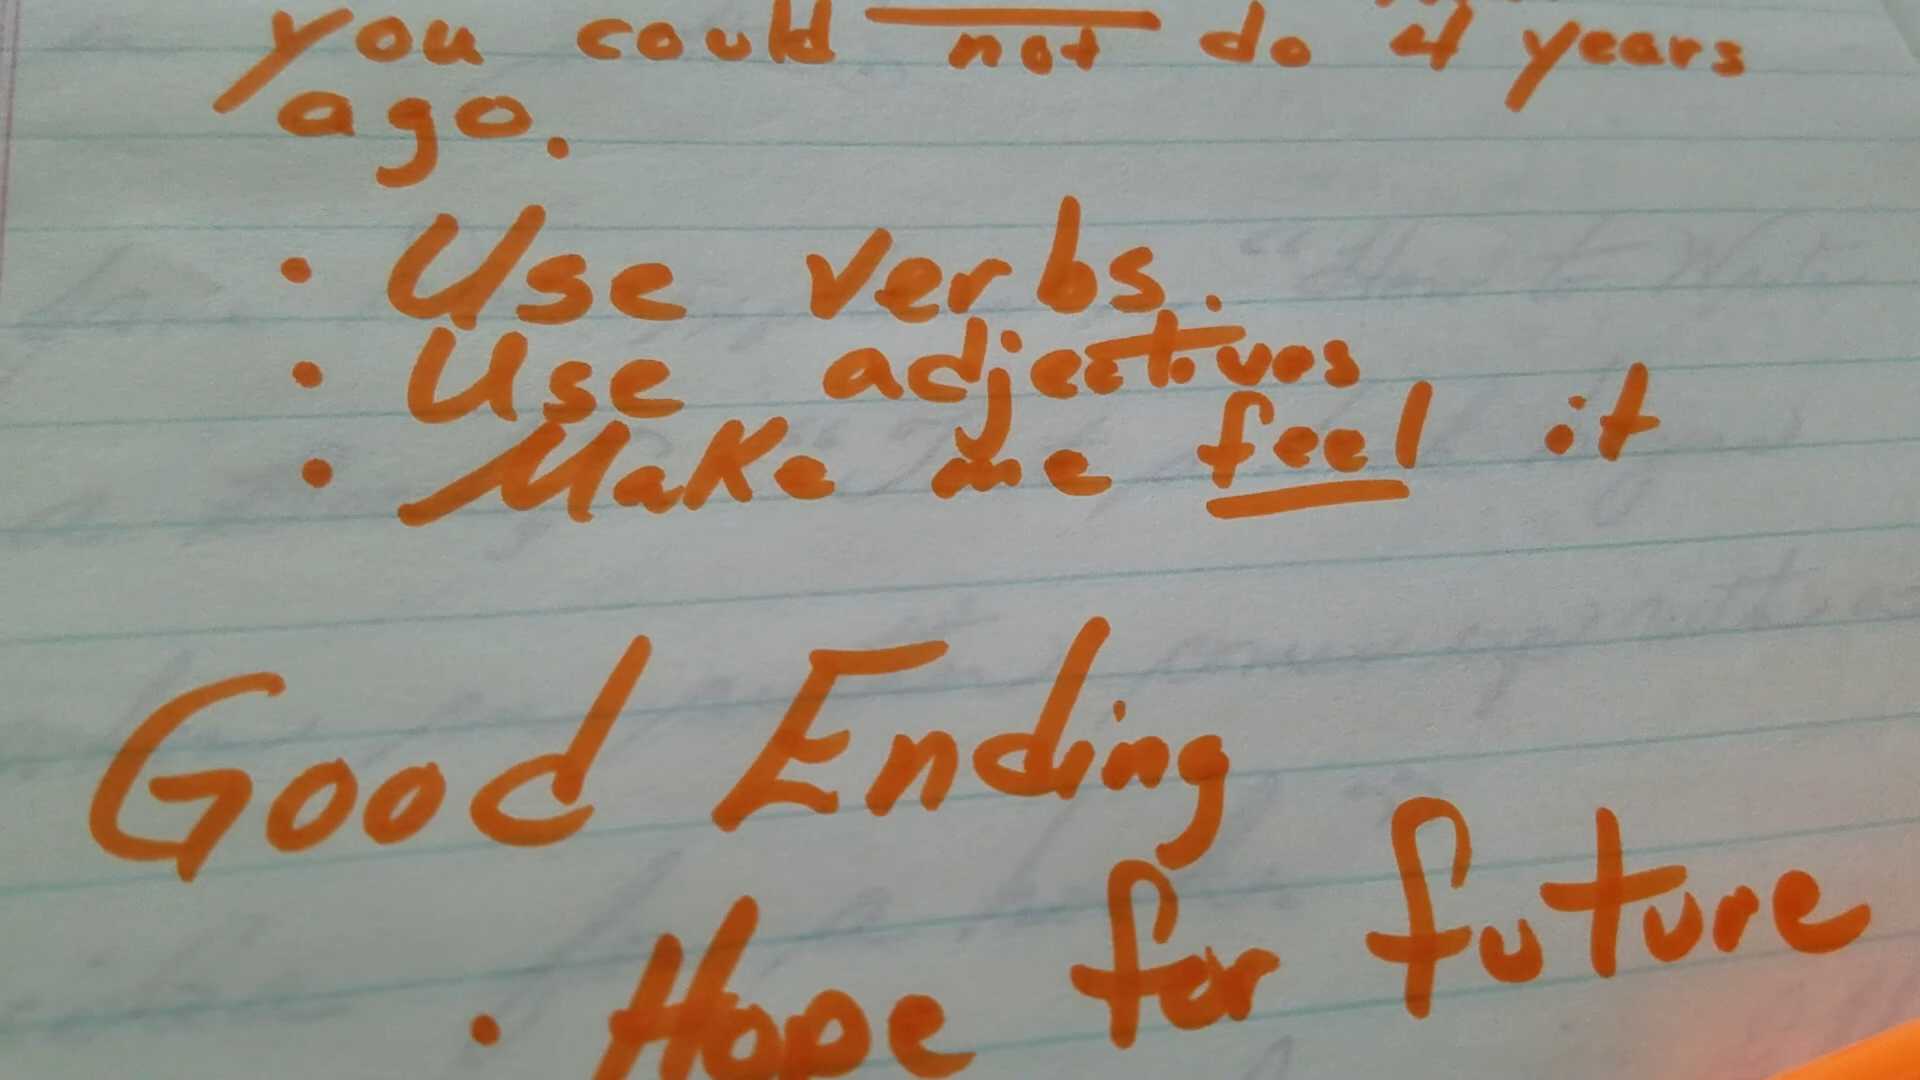 you could not do 4 years
ago.
• Use verbs.
• Use adjectives
• Make me feel it
Good Ending
• Hope for future